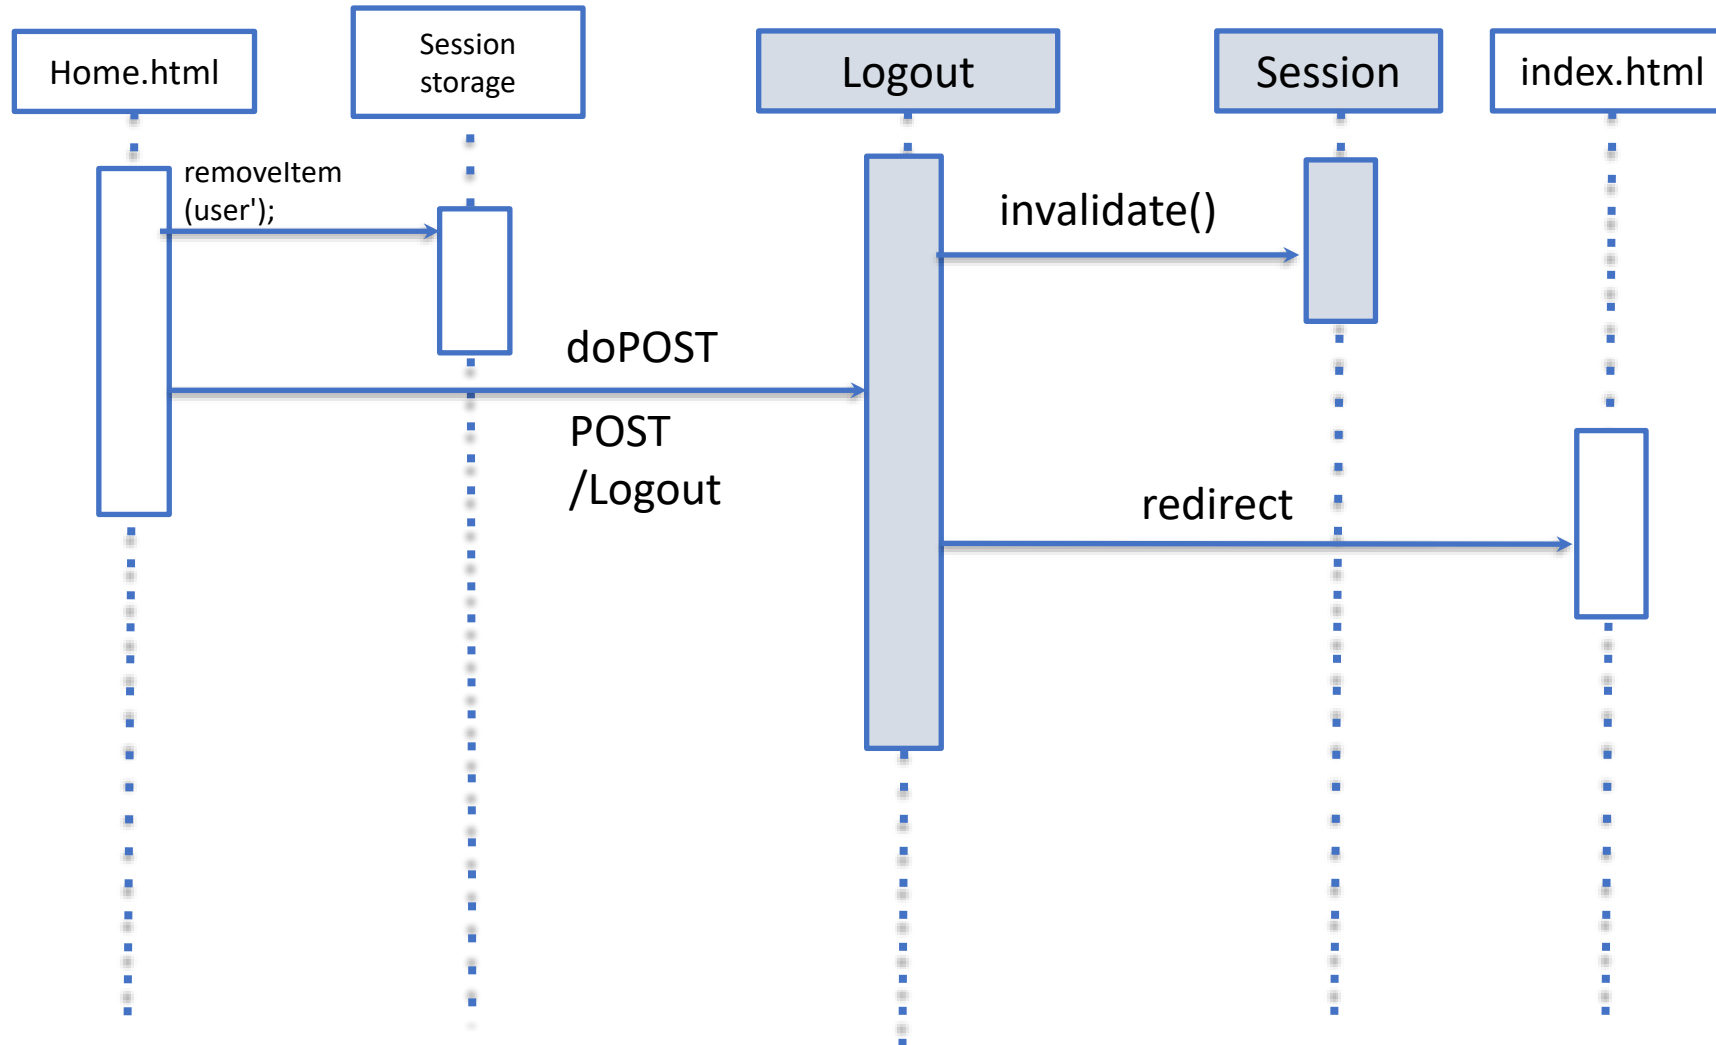 Home.html
Session
storage
Logout
Session
index.html
removeItem
(user');
invalidate()
doPOST
POST
/Logout
redirect